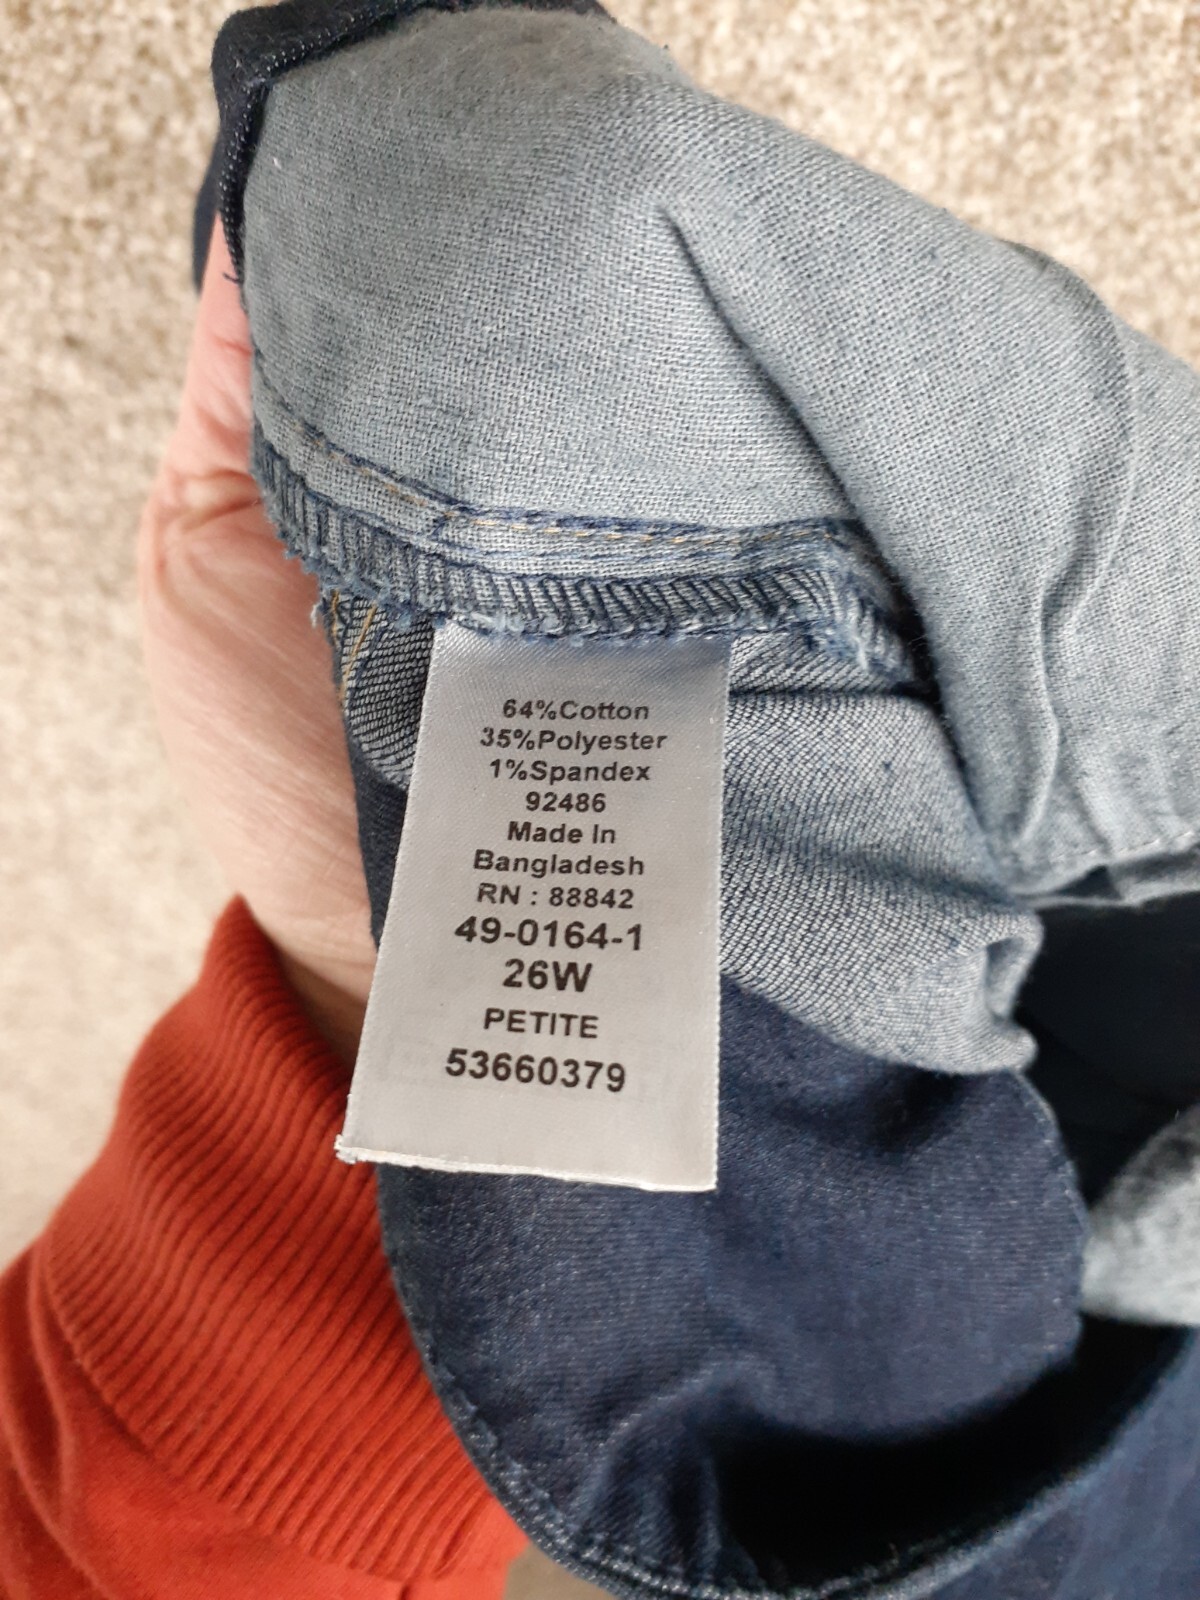 64%Cotton
35%Polyester
1%Spandex
92486
Made In
Bangladesh
RN : 88842
49-0164-1
26W
PETITE
53660379